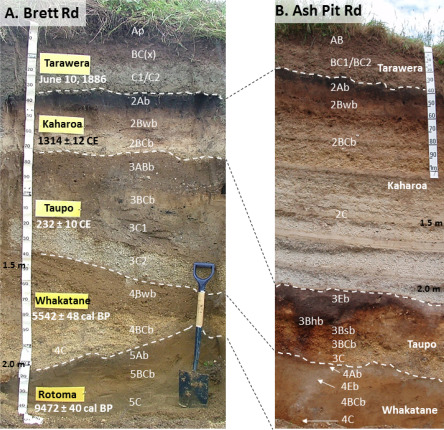 A. Brett Rd
Ap
BC(x)
Tarawera
June 10, 1886
C1/C2
2Ab
Kaharoa
2Bwb
1314 ± 12 CE
2BCb
3ABb
3BCb
Taupo
232 ± 10 CE
3C1
3C2
1.5 m
4Bwb
Whakatane
5542 ± 48 cal BP
4BCb
4C
5Ab
2.0 m
5BCb
Rotoma
9472 ± 40 cal BP
5C
B. Ash Pit Rd
AB
BC1/BC2
Tarawera
2Ab
2Bwb
2BCb
Kaharoa
2C
2.0 m
3Eb
3Bhb
3Bsb
3BCb
Taupo
3C
4Ab
4Eb
4BCb
Whakatane
4C